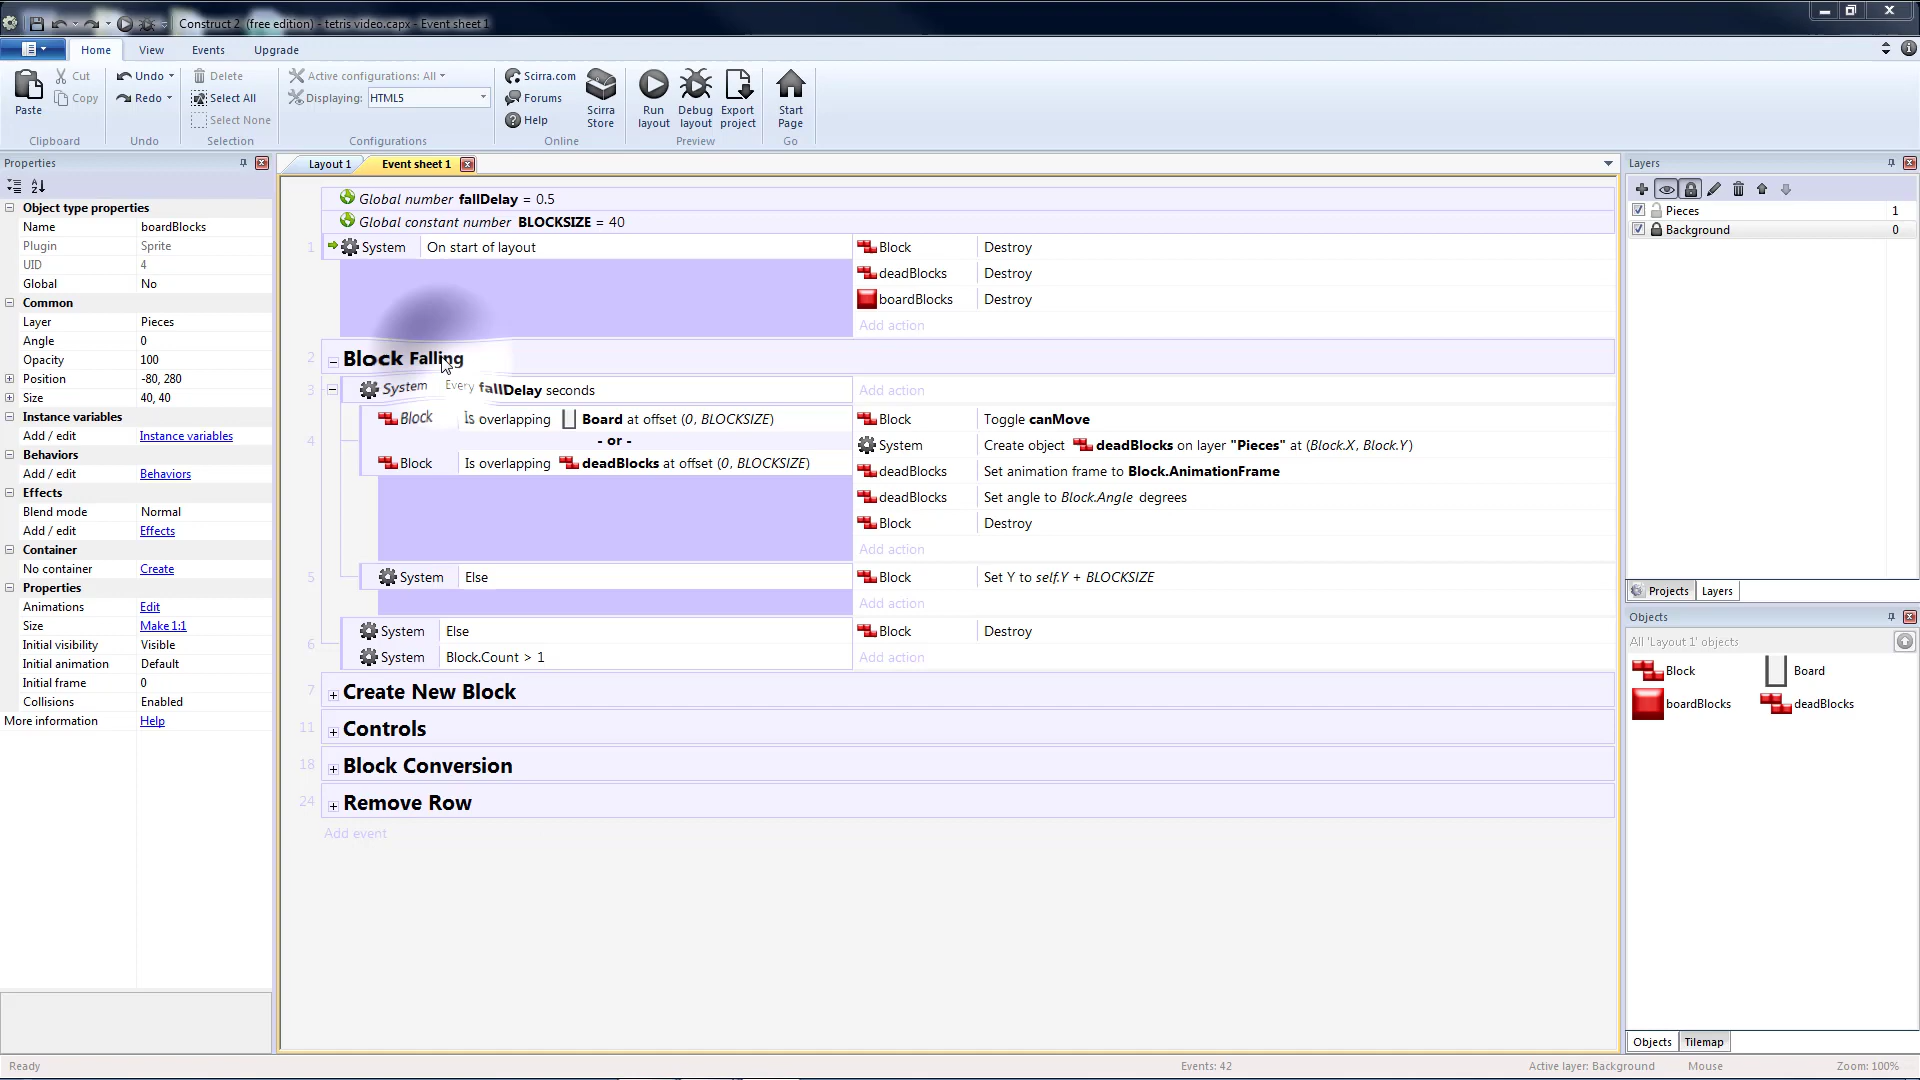 Construct 2 (free edition) - tetris video.capx - Event sheet 1
Home View Events Upgrade
Paste
Cut
Copy
Clipboard
Undo
Redo
Undo
Delete
Select All
Select None
Selection
Active configurations: All
Displaying: HTML5
Configurations
Scirra.com
Forums
Help
Scirra Store
Online
Run layout
Debug layout
Export project
Preview
Start Page
Go
Properties
Object type properties
Name boardBlocks
Plugin Sprite
UID 4
Global No
Common
Layer Pieces
Angle 0
Opacity 100
Position -80, 280
Size 40, 40
Instance variables
Add / edit Instance variables
Behaviors
Add / edit Behaviors
Effects
Blend mode Normal
Add / edit Effects
Container
No container Create
Properties
Animations Edit
Size Make 1:1
Initial visibility Visible
Initial animation Default
Initial frame 0
Collisions Enabled
More information Help
Layout 1 Event sheet 1
Global number fallDelay = 0.5
Global constant number BLOCKSIZE = 40
1 System On start of layout Block Destroy
deadBlocks Destroy
boardBlocks Destroy
Add action
2 Block Falling
3 System Every fallDelay seconds Add action
Block Is overlapping Board at offset (0, BLOCKSIZE) Block Toggle canMove
4 - or - System Create object deadBlocks on layer "Pieces" at (Block.X, Block.Y)
Block Is overlapping deadBlocks at offset (0, BLOCKSIZE) deadBlocks Set animation frame to Block.AnimationFrame
deadBlocks Set angle to Block.Angle degrees
Block Destroy
Add action
5 System Else Block Set Y to self.Y + BLOCKSIZE
Add action
System Else Block Destroy
6 System Block.Count > 1 Add action
7 Create New Block
11 Controls
18 Block Conversion
24 Remove Row
Add event
Layers
Pieces 1
Background 0
Projects Layers
Objects
All 'Layout 1' objects
Block Board
boardBlocks deadBlocks
Objects Tilemap
Ready Events: 42 Active layer: Background Mouse Zoom: 100%